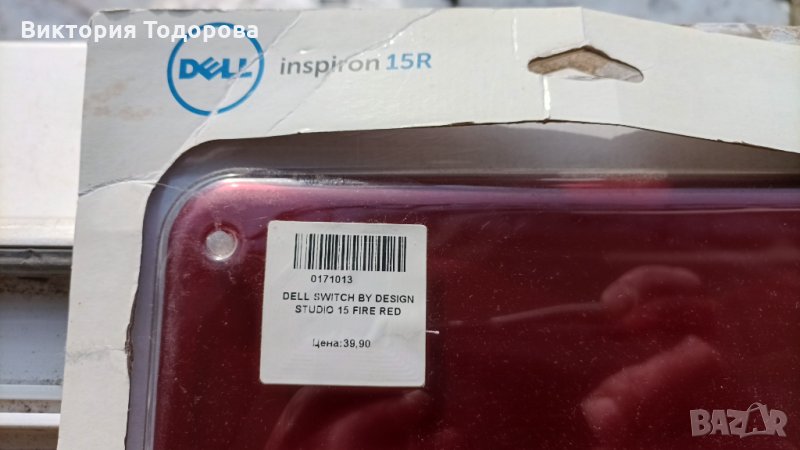 Виктория Тодорова
DELL inspiron 15R
0171013
DELL SWITCH BY DESIGN
STUDIO 15 FIRE RED
Цена:39,90
BAZAR